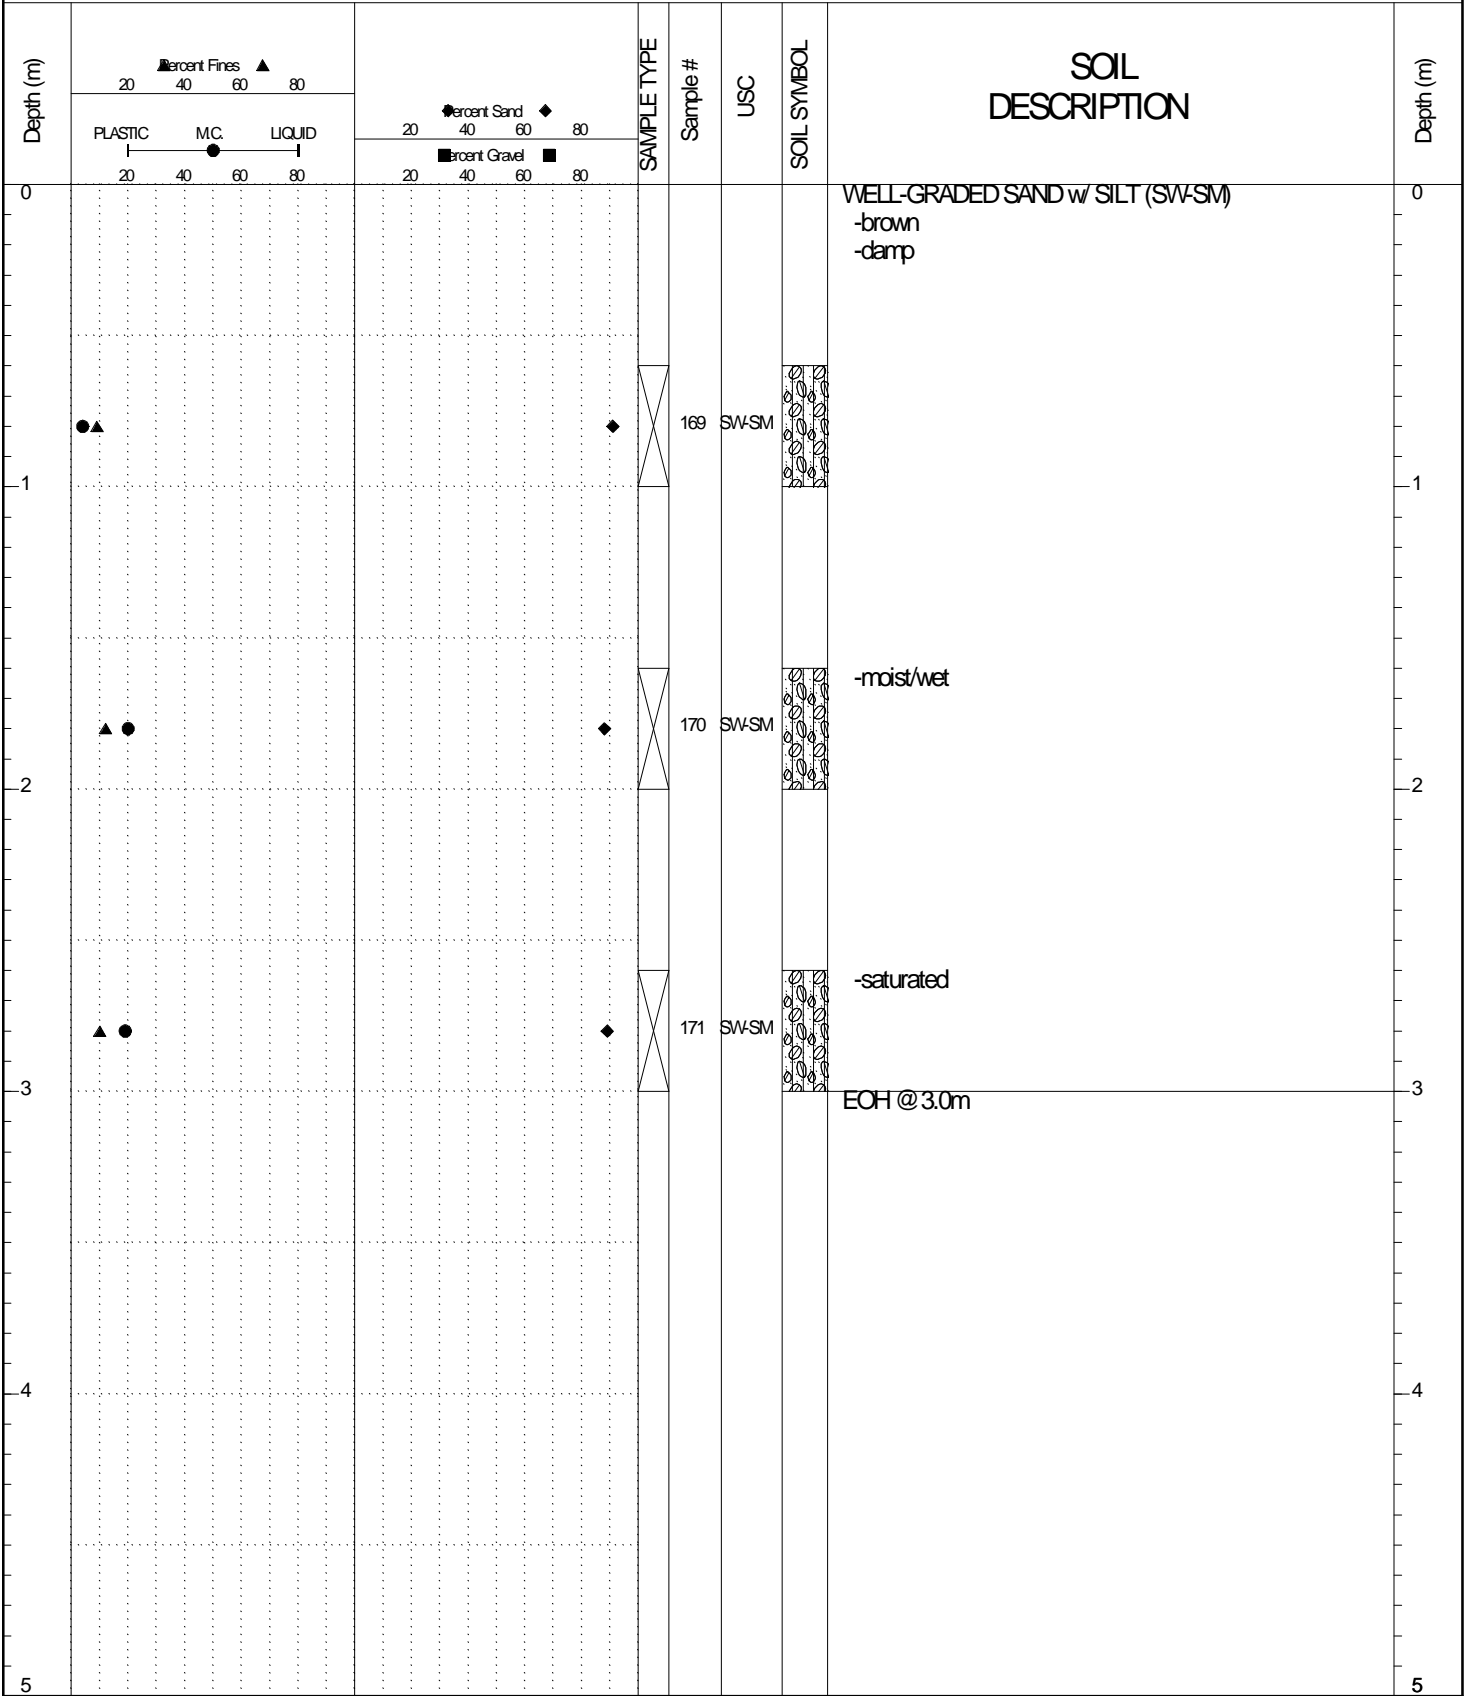 Depth (m)
Percent Fines
20 40 60 80
PLASTIC M.C. LIQUID
20 40 60 80
Percent Sand
20 40 60 80
Percent Gravel
20 40 60 80
SAMPLE TYPE
Sample #
USC
SOIL SYMBOL
SOIL
DESCRIPTION
Depth (m)
0 WELL-GRADED SAND w/ SILT (SW-SM) 0
-brown
-damp
169 SW-SM
1 1
-moist/wet
170 SW-SM
2 2
-saturated
171 SW-SM
3 3
EOH @ 3.0m
4 4
5 5